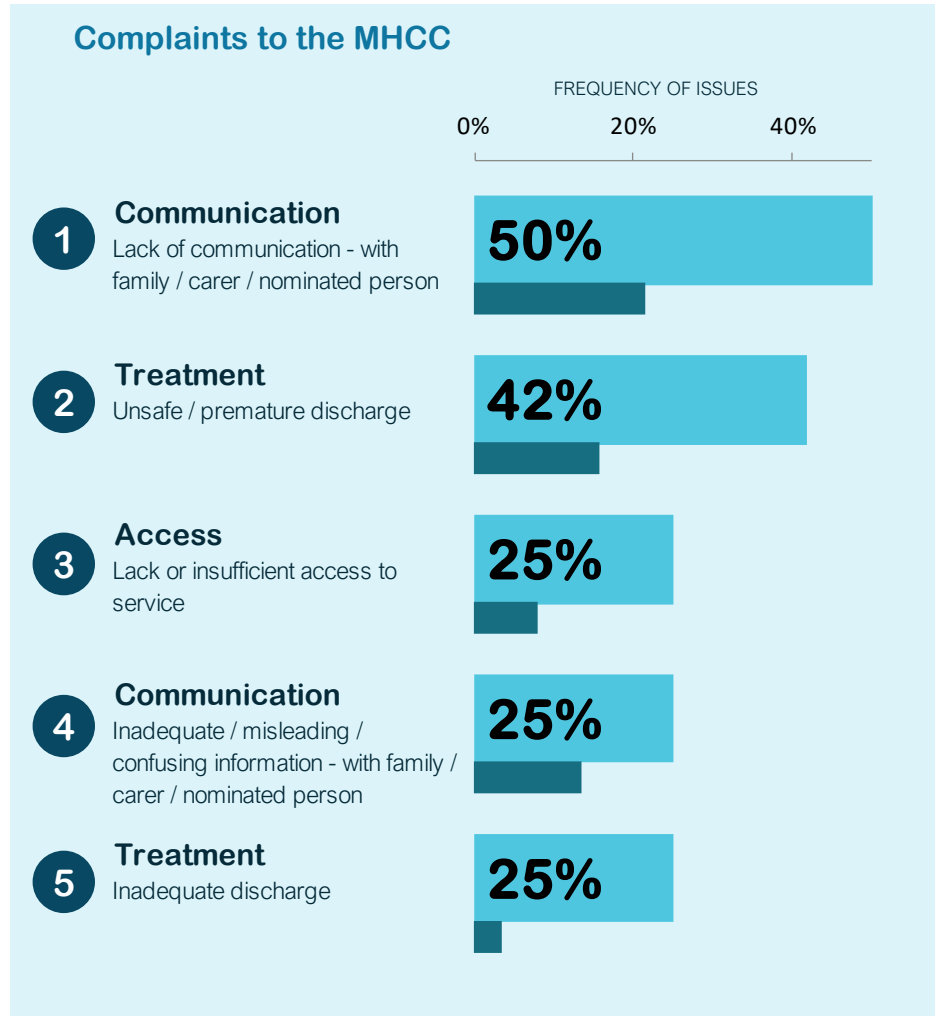 Complaints to the MHCC
FREQUENCY OF ISSUES
0% 20% 40%
1 Communication
Lack of communication - with
family / carer / nominated person
50%
2 Treatment
Unsafe / premature discharge
42%
3 Access
Lack or insufficient access to
service
25%
4 Communication
Inadequate / misleading /
confusing information - with family /
carer / nominated person
25%
5 Treatment
Inadequate discharge
25%